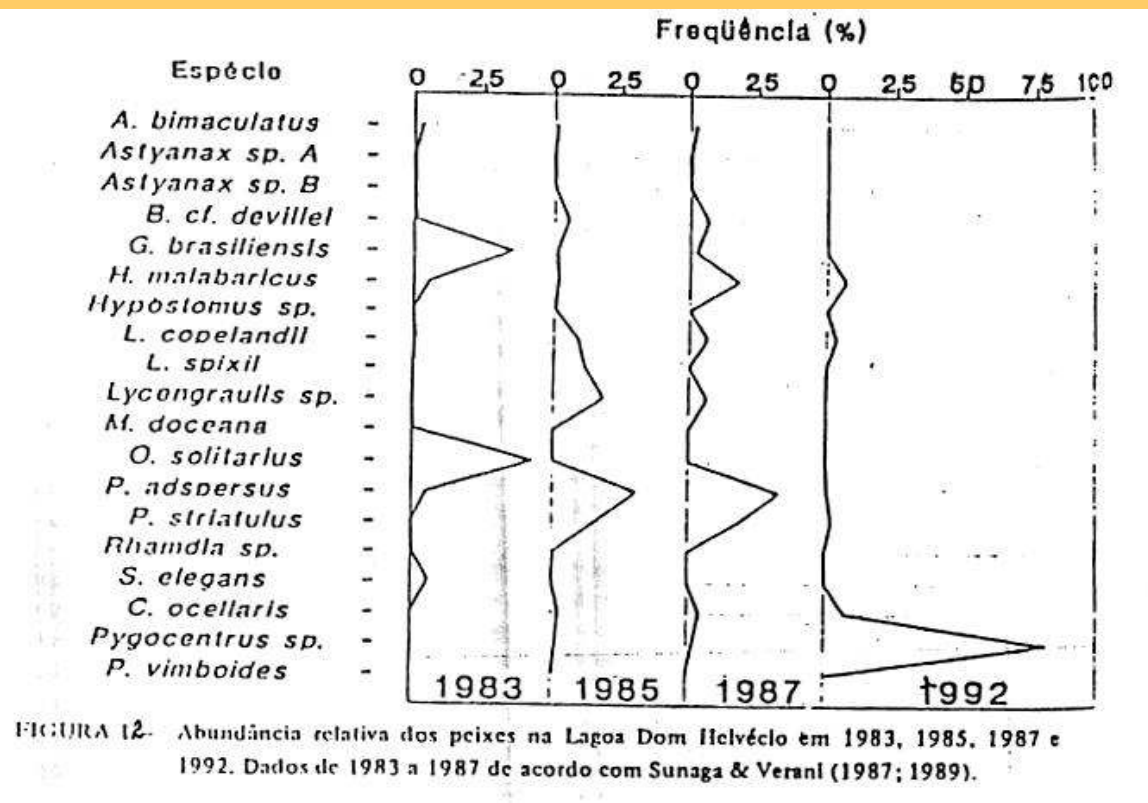 Freqüência (%)
Espécie
0 2,5 0 2,5 0 2,5 0 2,5 5,0 7,5 100
A. bimaculatus -
Astyanax sp. A -
Astyanax sp. B -
B. cf. devillei -
G. brasiliensis -
H. malabaricus -
Hypostomus sp. -
L. copelandii -
L. spixii -
Lycengraulis sp. -
M. doceana -
O. solitarius -
P. adspersus -
P. striatulus -
Rhamdia sp. -
S. elegans -
C. ocellaris -
Pygocentrus sp. -
P. vimboides -
1983 1985 1987 1992
FIGURA 12- Abundância relativa dos peixes na Lagoa Dom Helvécio em 1983, 1985, 1987 e
1992. Dados de 1983 a 1987 de acordo com Sunaga & Verani (1987; 1989).